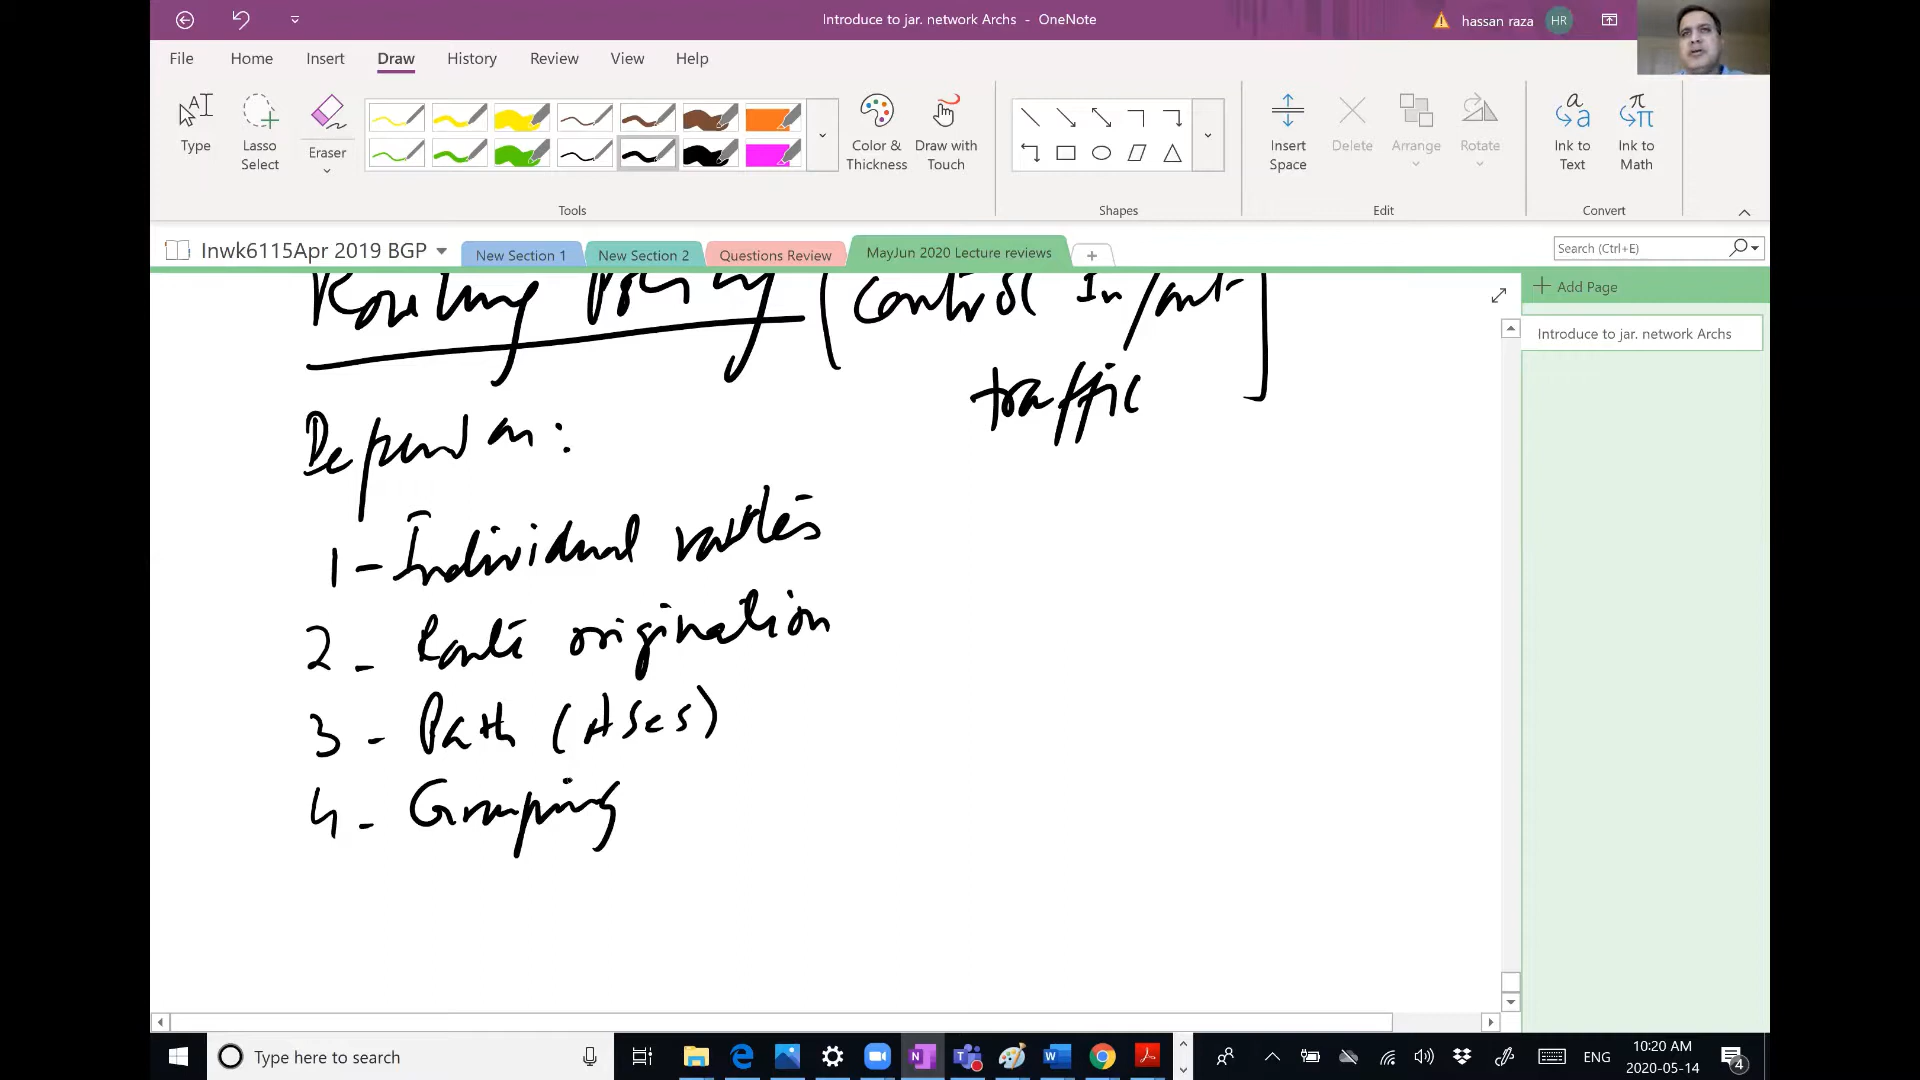 Introduce to jar. network Archs - OneNote
hassan raza HR
File Home Insert Draw History Review View Help
Type
Lasso Select
Eraser
Color & Thickness
Draw with Touch
Insert Space
Delete
Arrange
Rotate
Ink to Text
Ink to Math
Tools Shapes Edit Convert
Inwk6115Apr 2019 BGP
New Section 1 New Section 2 Questions Review MayJun 2020 Lecture reviews +
Search (Ctrl+E)
Add Page
Introduce to jar. network Archs
Routing Policy (Control In/out
traffic
Depend on:
1 - Individual routes
2 - Route origination
3 - Path (ASes)
4 - Grouping
Type here to search
ENG
10:20 AM
2020-05-14
4